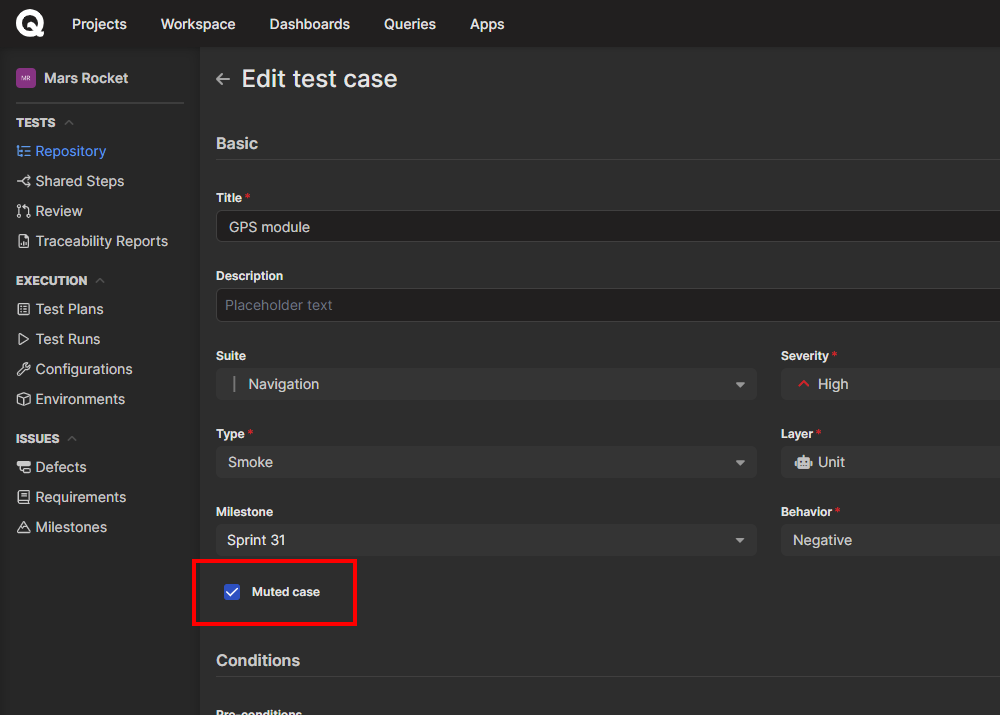 Q Projects Workspace Dashboards Queries Apps
MR Mars Rocket
TESTS
Repository
Shared Steps
Review
Traceability Reports
EXECUTION
Test Plans
Test Runs
Configurations
Environments
ISSUES
Defects
Requirements
Milestones
Edit test case
Basic
Title *
GPS module
Description
Placeholder text
Suite
Navigation
Severity *
High
Type *
Smoke
Layer *
Unit
Milestone
Sprint 31
Behavior *
Negative
Muted case
Conditions
Pre-conditions